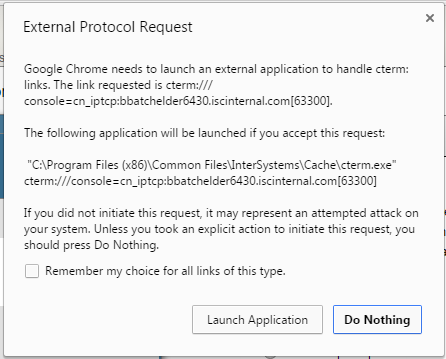 External Protocol Request
Google Chrome needs to launch an external application to handle cterm:
links. The link requested is cterm:///
console=cn_iptcp:bbatchelder6430.iscinternal.com[63300].
The following application will be launched if you accept this request:
"C:\Program Files (x86)\Common Files\InterSystems\Cache\cterm.exe"
cterm:///console=cn_iptcp:bbatchelder6430.iscinternal.com[63300]
If you did not initiate this request, it may represent an attempted attack on
your system. Unless you took an explicit action to initiate this request, you
should press Do Nothing.
Remember my choice for all links of this type.
Launch Application
Do Nothing